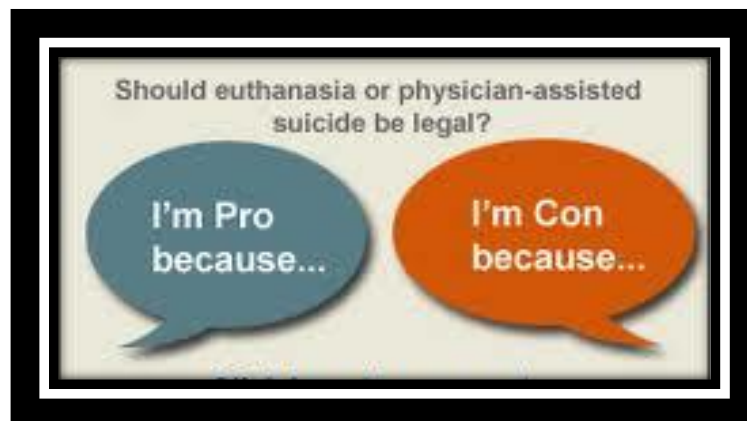 Should euthanasia or physician-assisted
suicide be legal?
I'm Pro
because...
I'm Con
because...